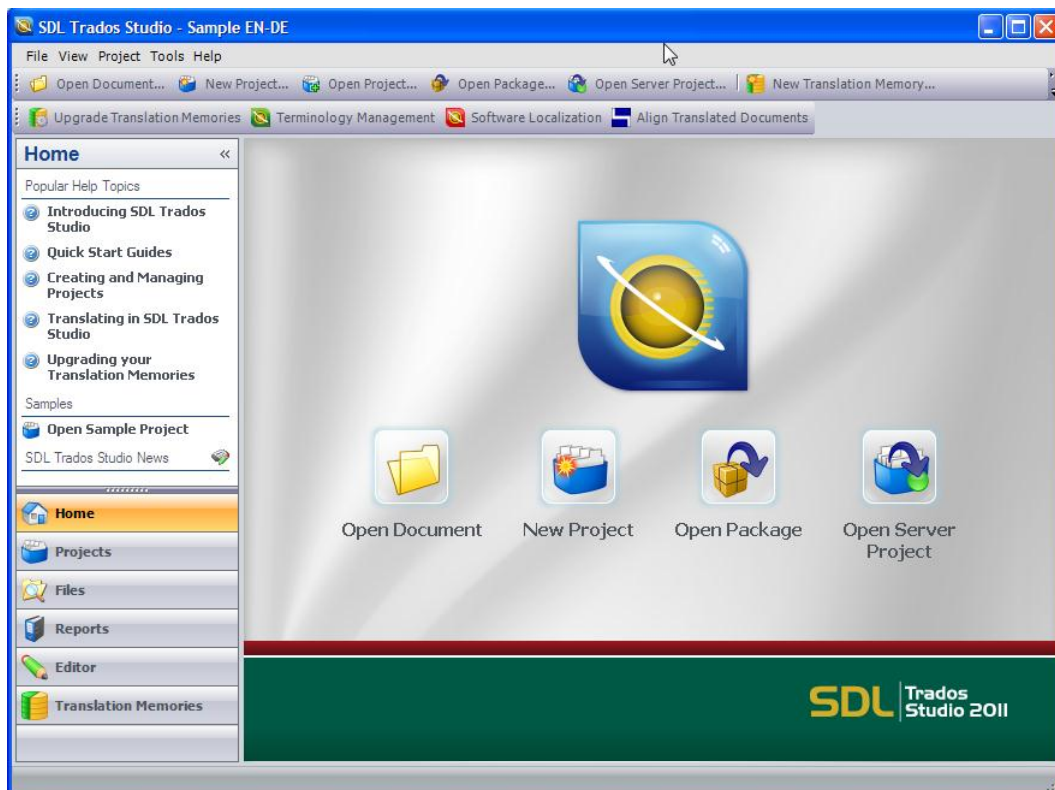 SDL Trados Studio - Sample EN-DE
File View Project Tools Help
Open Document... New Project... Open Project... Open Package... Open Server Project... New Translation Memory...
Upgrade Translation Memories Terminology Management Software Localization Align Translated Documents
Home
Popular Help Topics
Introducing SDL Trados
Studio
Quick Start Guides
Creating and Managing
Projects
Translating in SDL Trados
Studio
Upgrading your
Translation Memories
Samples
Open Sample Project
SDL Trados Studio News
Home
Projects
Files
Reports
Editor
Translation Memories
Open Document New Project Open Package Open Server
Project
SDL Trados
Studio 2011